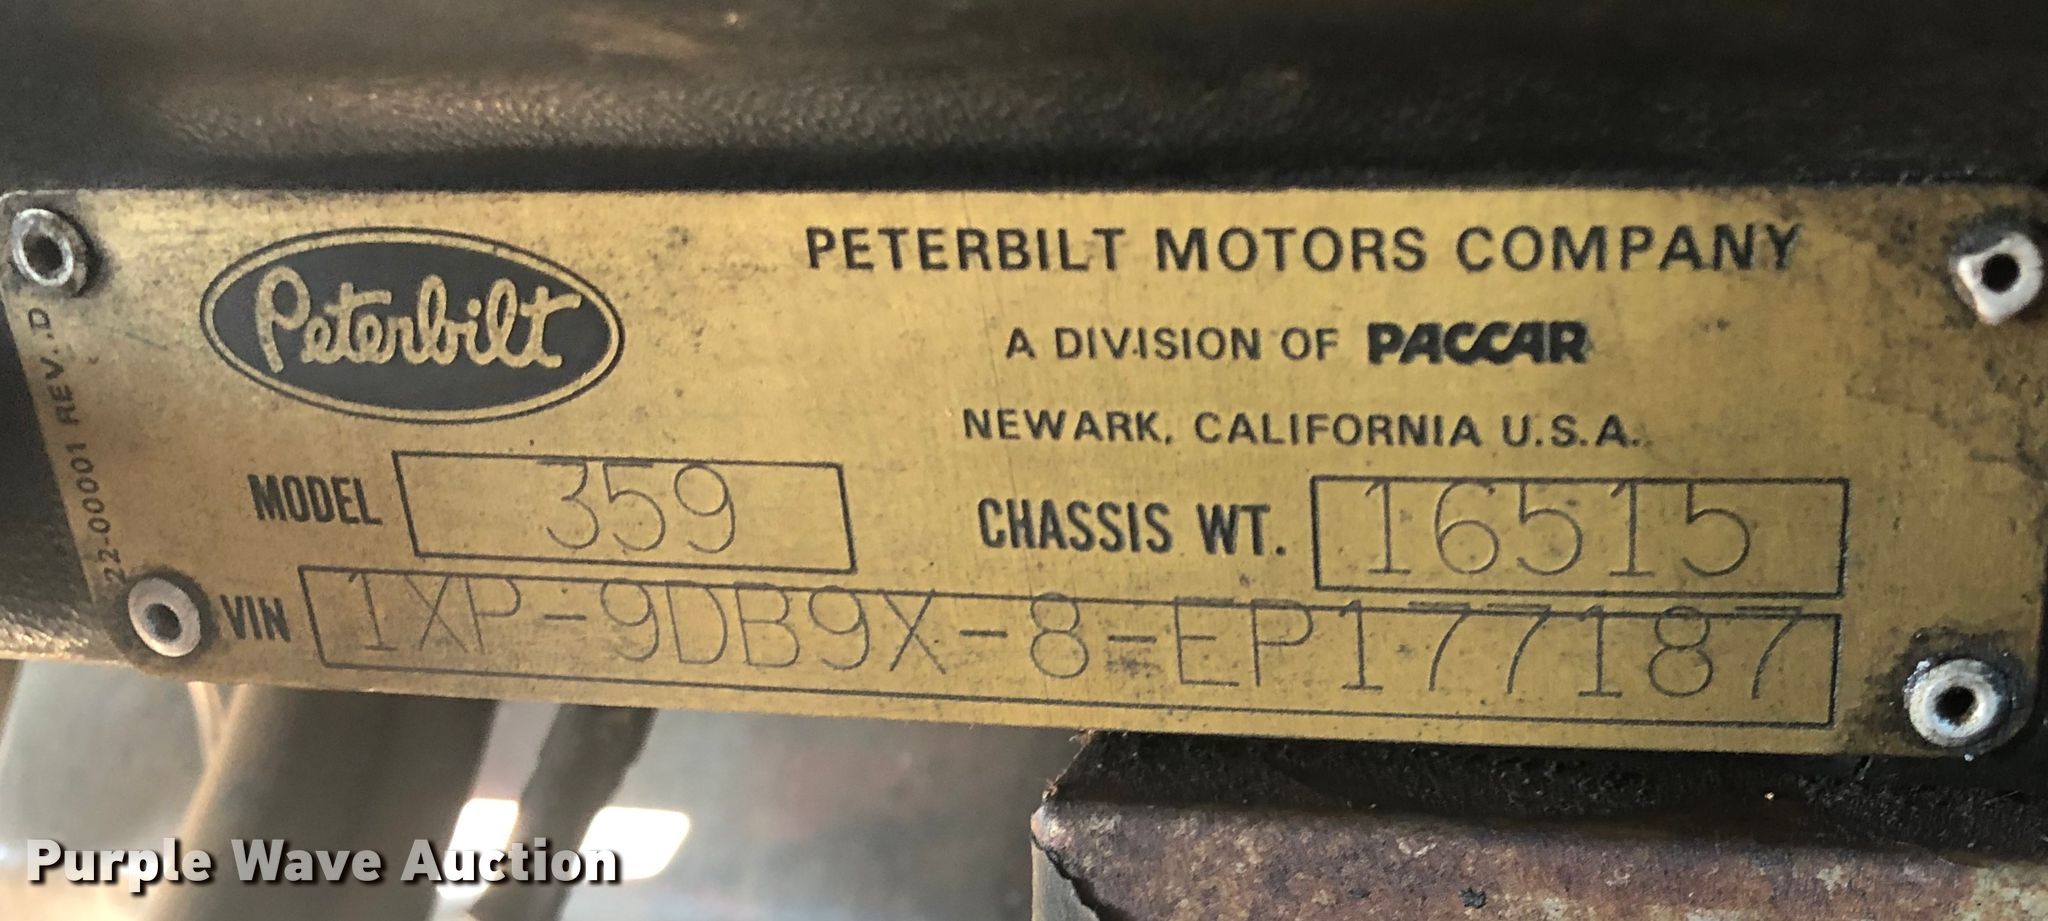 Peterbilt
PETERBILT MOTORS COMPANY
A DIVISION OF PACCAR
NEWARK, CALIFORNIA U.S.A.
MODEL 359
CHASSIS WT. 16515
VIN 1XP-9DB9X-8-EP177187
22-00001 REV. D
Purple Wave Auction